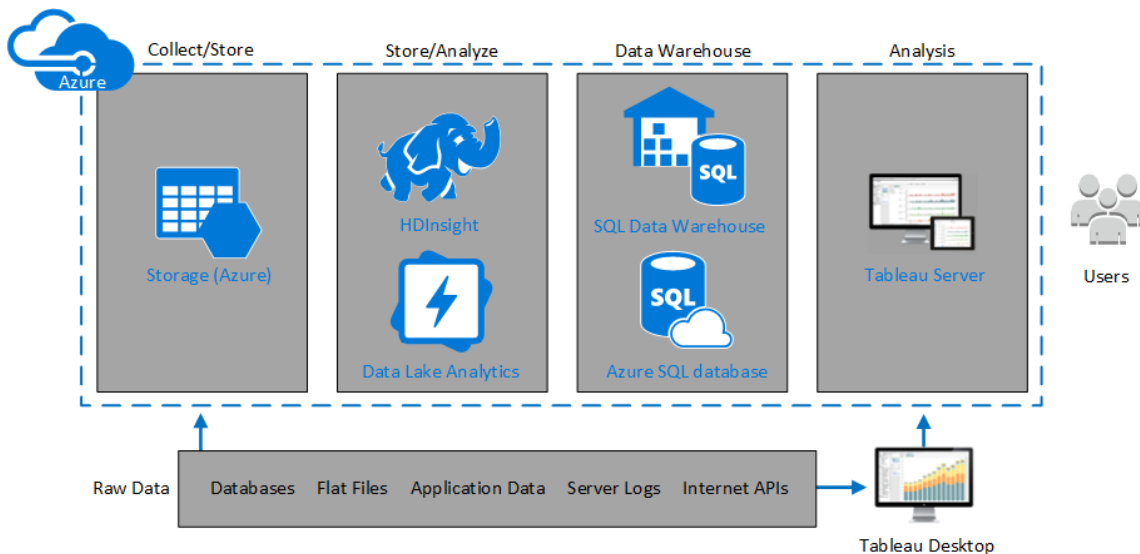 Azure
Collect/Store
Store/Analyze
Data Warehouse
Analysis
Storage (Azure)
HDInsight
Data Lake Analytics
SQL
SQL Data Warehouse
SQL
Azure SQL database
Tableau Server
Users
Raw Data
Databases
Flat Files
Application Data
Server Logs
Internet APIs
Tableau Desktop